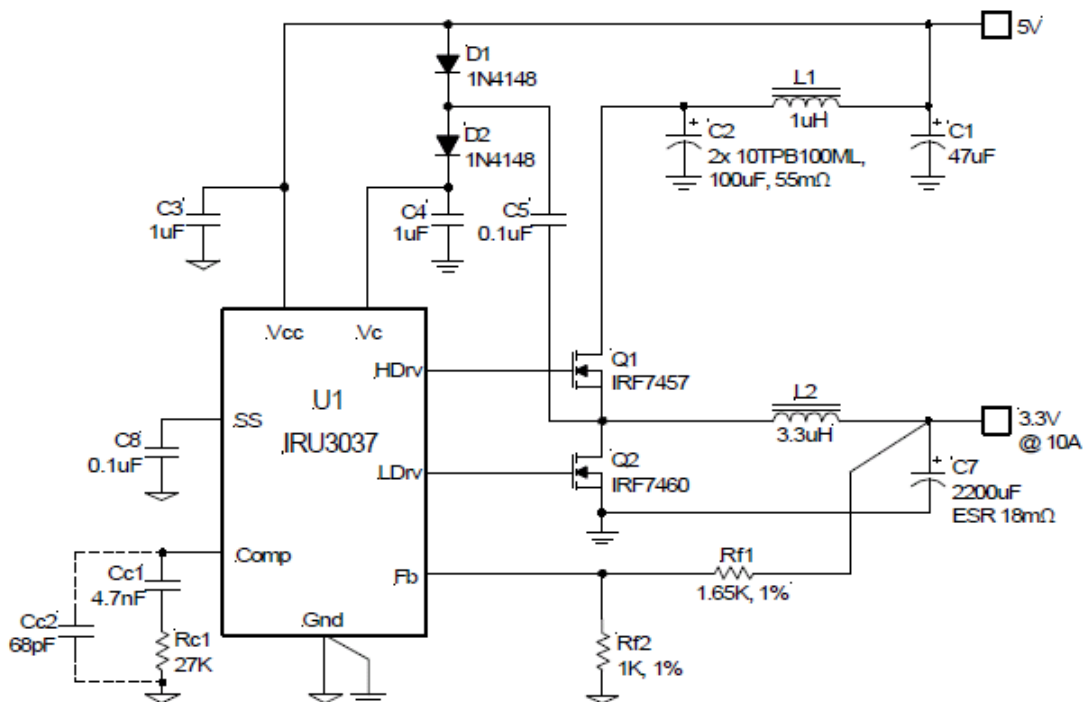 5V
D1
1N4148
L1
1uH
C2
2x 10TPB100ML,
100uF, 55mΩ
C1
47uF
D2
1N4148
C3
1uF
C4
1uF
C5
0.1uF
Vcc
Vc
HDrv
Q1
IRF7457
U1
IRU3037
SS
C8
0.1uF
L2
3.3uH
3.3V
@ 10A
LDrv
Q2
IRF7460
C7
2200uF
ESR 18mΩ
Comp
Cc1
4.7nF
Cc2
68pF
Rc1
27K
Fb
Gnd
Rf1
1.65K, 1%
Rf2
1K, 1%